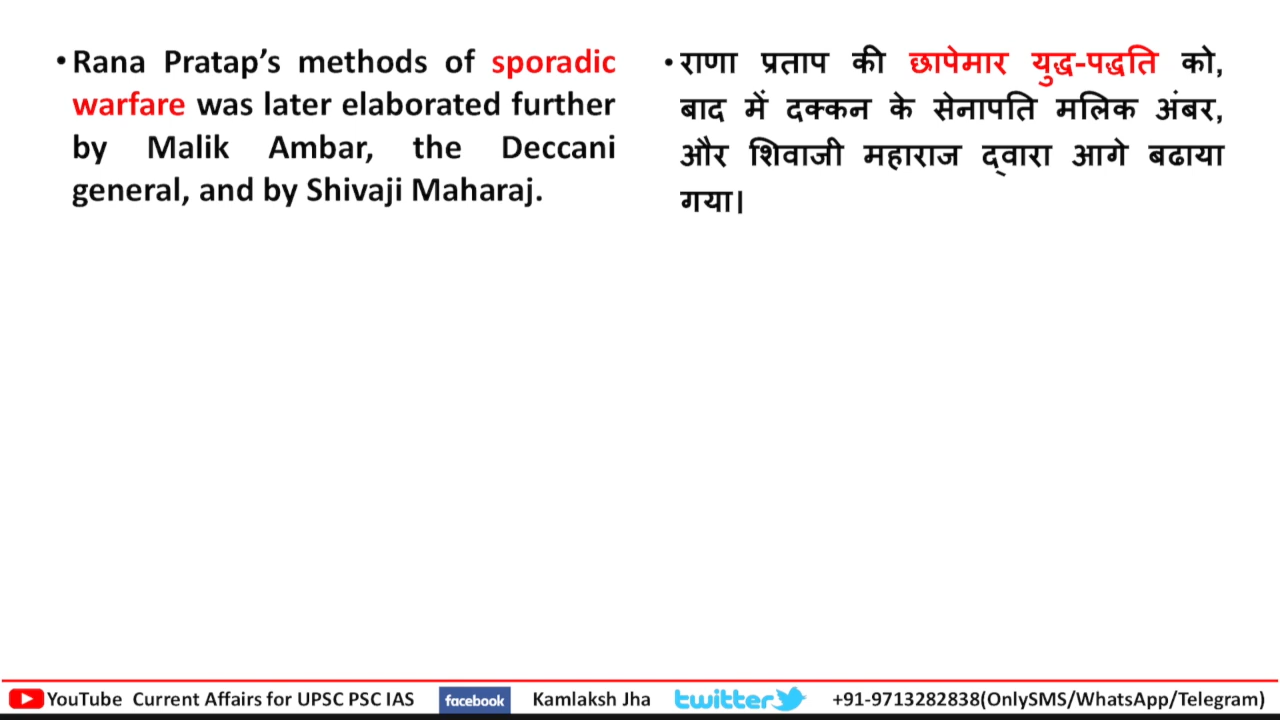 •Rana Pratap’s methods of sporadic
warfare was later elaborated further
by Malik Ambar, the Deccani
general, and by Shivaji Maharaj.
•राणा प्रताप की छापेमार युद्ध-पद्धति को,
बाद में दक्कन के सेनापति मलिक अंबर,
और शिवाजी महाराज द्वारा आगे बढाया
गया।
YouTube Current Affairs for UPSC PSC IAS facebook Kamlaksh Jha twitter +91-9713282838(OnlySMS/WhatsApp/Telegram)